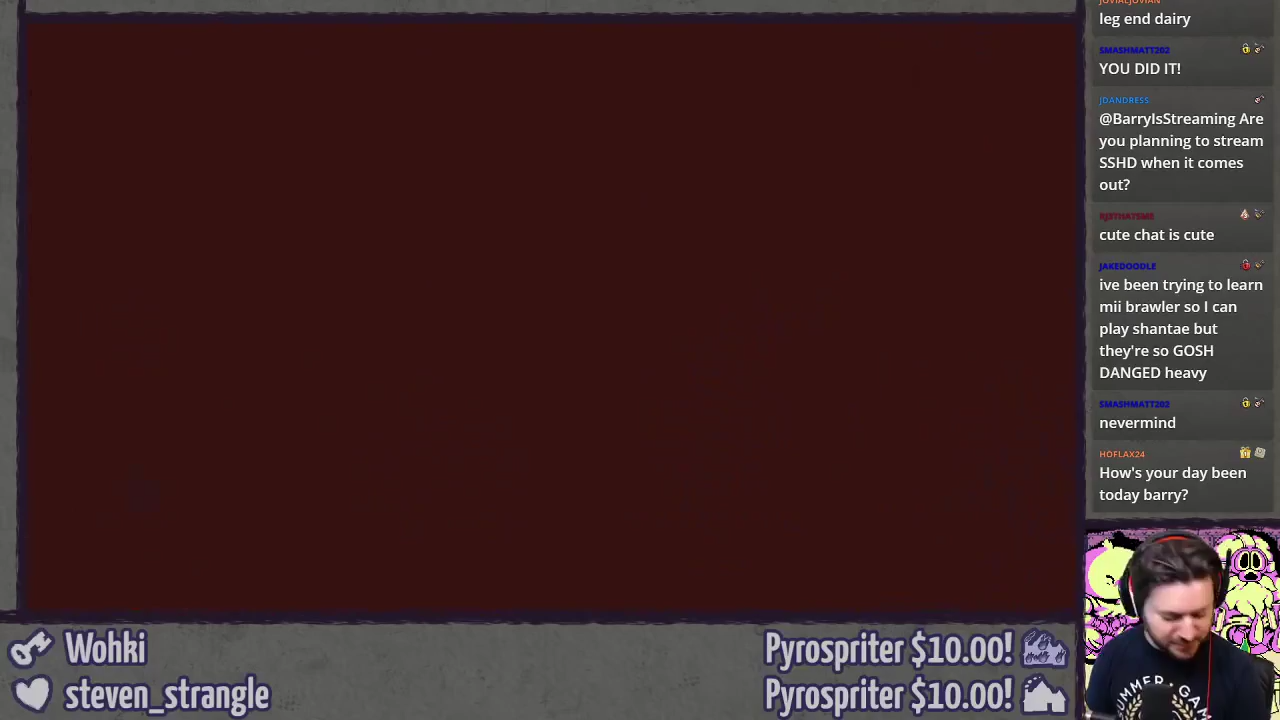 JOVIALJOVIAN
leg end dairy
SMASHMATT202
YOU DID IT!
JDANDRESS
@BarryIsStreaming Are
you planning to stream
SSHD when it comes
out?
RJ2THATSME
cute chat is cute
JAKEDOODLE
ive been trying to learn
mii brawler so I can
play shantae but
they're so GOSH
DANGED heavy
SMASHMATT202
nevermind
HOFLAX24
How's your day been
today barry?
Wohki
steven_strangle
Pyrospriter $10.00!
Pyrospriter $10.00!